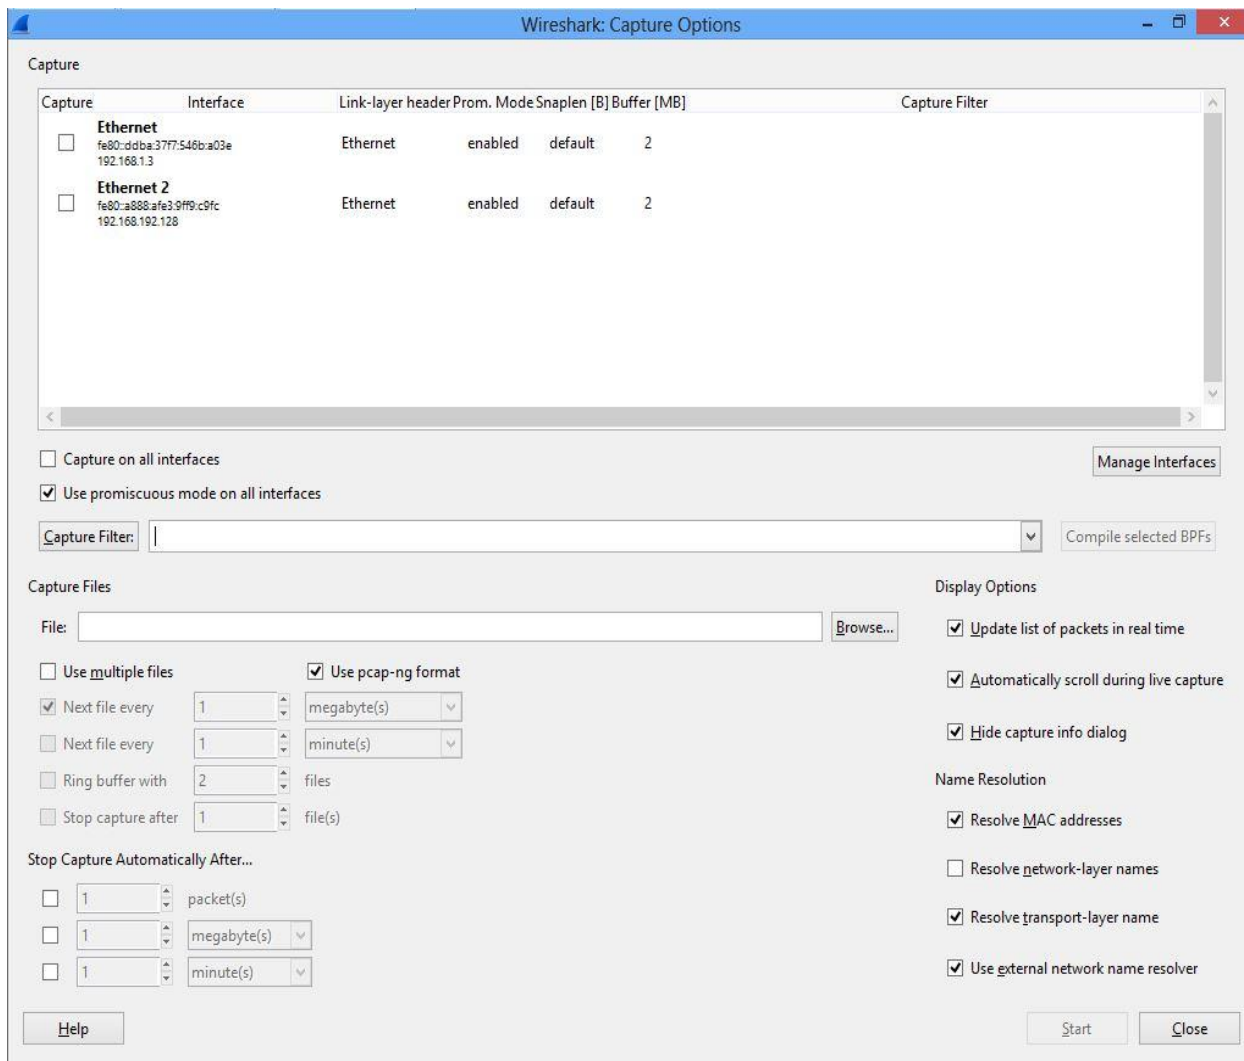 Wireshark: Capture Options
Capture
Capture Interface Link-layer header Prom. Mode Snaplen [B] Buffer [MB] Capture Filter
Ethernet
fe80::ddba:37f7:546b:a03e
192.168.1.3
Ethernet enabled default 2
Ethernet 2
fe80::a888:afe3:9ff9:c9fc
192.168.192.128
Ethernet enabled default 2
Capture on all interfaces
Manage Interfaces
Use promiscuous mode on all interfaces
Capture Filter:
Compile selected BPFs
Capture Files
File:
Browse...
Use multiple files
Use pcap-ng format
Next file every 1 megabyte(s)
Next file every 1 minute(s)
Ring buffer with 2 files
Stop capture after 1 file(s)
Stop Capture Automatically After...
1 packet(s)
1 megabyte(s)
1 minute(s)
Display Options
Update list of packets in real time
Automatically scroll during live capture
Hide capture info dialog
Name Resolution
Resolve MAC addresses
Resolve network-layer names
Resolve transport-layer name
Use external network name resolver
Help
Start
Close